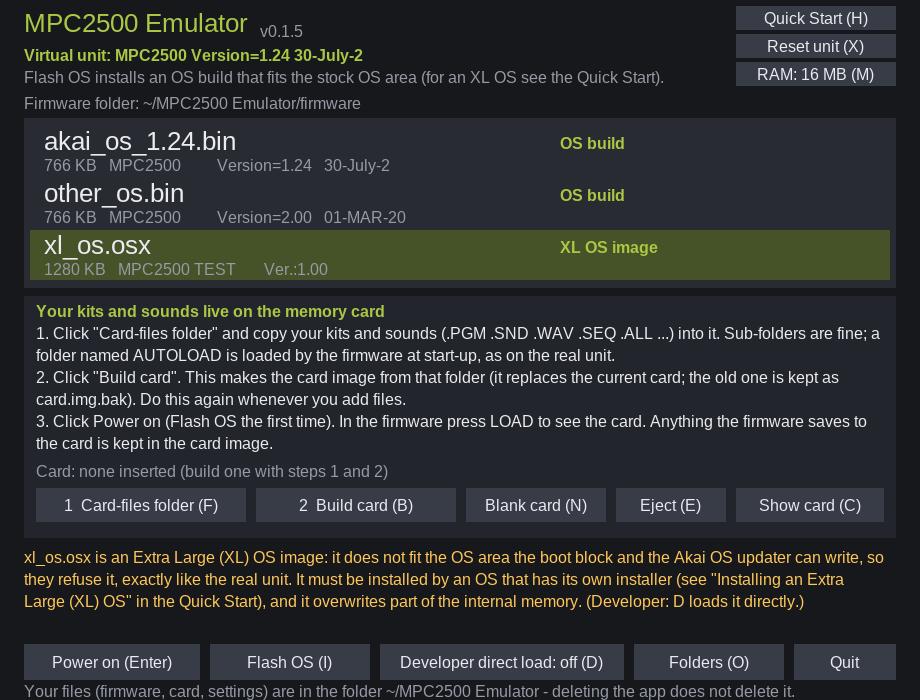 MPC2500 Emulator v0.1.5
Quick Start (H)
Virtual unit: MPC2500 Version=1.24 30-July-2
Reset unit (X)
Flash OS installs an OS build that fits the stock OS area (for an XL OS see the Quick Start).
RAM: 16 MB (M)
Firmware folder: ~/MPC2500 Emulator/firmware
akai_os_1.24.bin OS build
766 KB MPC2500 Version=1.24 30-July-2
other_os.bin OS build
766 KB MPC2500 Version=2.00 01-MAR-20
xl_os.osx XL OS image
1280 KB MPC2500 TEST Ver.:1.00
Your kits and sounds live on the memory card
1. Click "Card-files folder" and copy your kits and sounds (.PGM .SND .WAV .SEQ .ALL ...) into it. Sub-folders are fine; a
folder named AUTOLOAD is loaded by the firmware at start-up, as on the real unit.
2. Click "Build card". This makes the card image from that folder (it replaces the current card; the old one is kept as
card.img.bak). Do this again whenever you add files.
3. Click Power on (Flash OS the first time). In the firmware press LOAD to see the card. Anything the firmware saves to
the card is kept in the card image.
Card: none inserted (build one with steps 1 and 2)
1 Card-files folder (F) 2 Build card (B) Blank card (N) Eject (E) Show card (C)
xl_os.osx is an Extra Large (XL) OS image: it does not fit the OS area the boot block and the Akai OS updater can write, so
they refuse it, exactly like the real unit. It must be installed by an OS that has its own installer (see "Installing an Extra
Large (XL) OS" in the Quick Start), and it overwrites part of the internal memory. (Developer: D loads it directly.)
Power on (Enter) Flash OS (I) Developer direct load: off (D) Folders (O) Quit
Your files (firmware, card, settings) are in the folder ~/MPC2500 Emulator - deleting the app does not delete it.